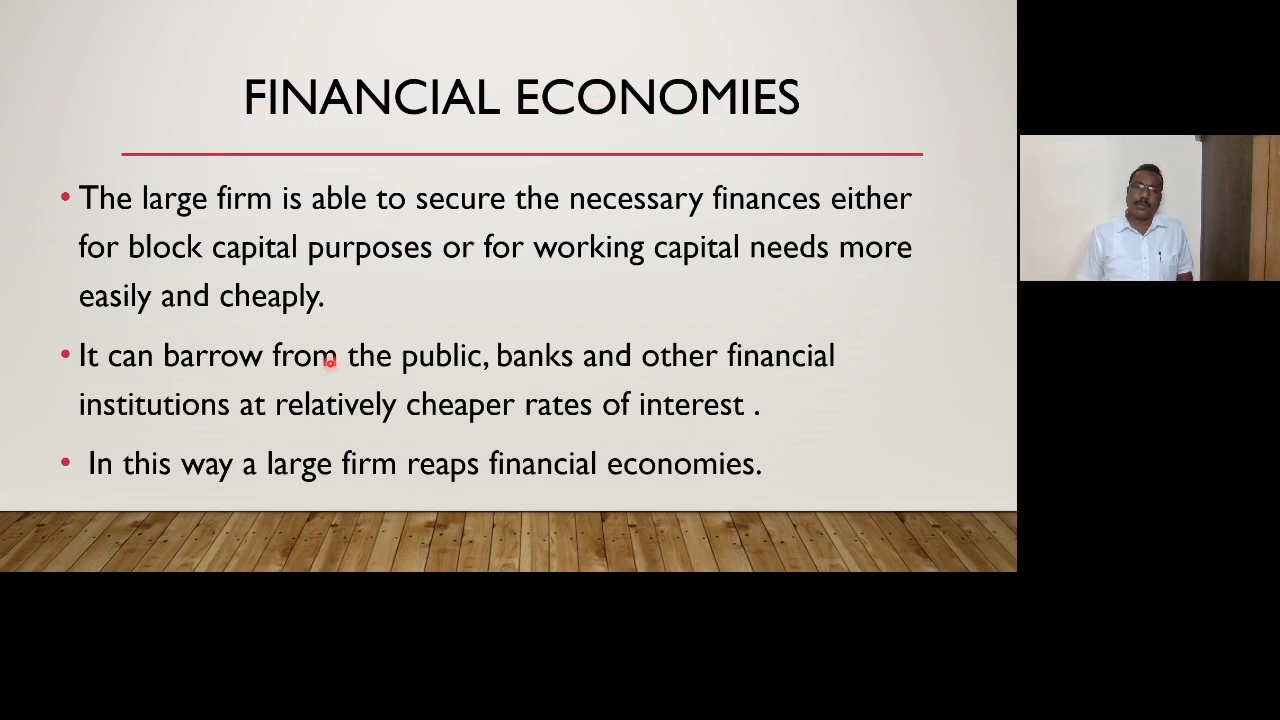 FINANCIAL ECONOMIES
• The large firm is able to secure the necessary finances either
for block capital purposes or for working capital needs more
easily and cheaply.
• It can barrow from the public, banks and other financial
institutions at relatively cheaper rates of interest .
• In this way a large firm reaps financial economies.